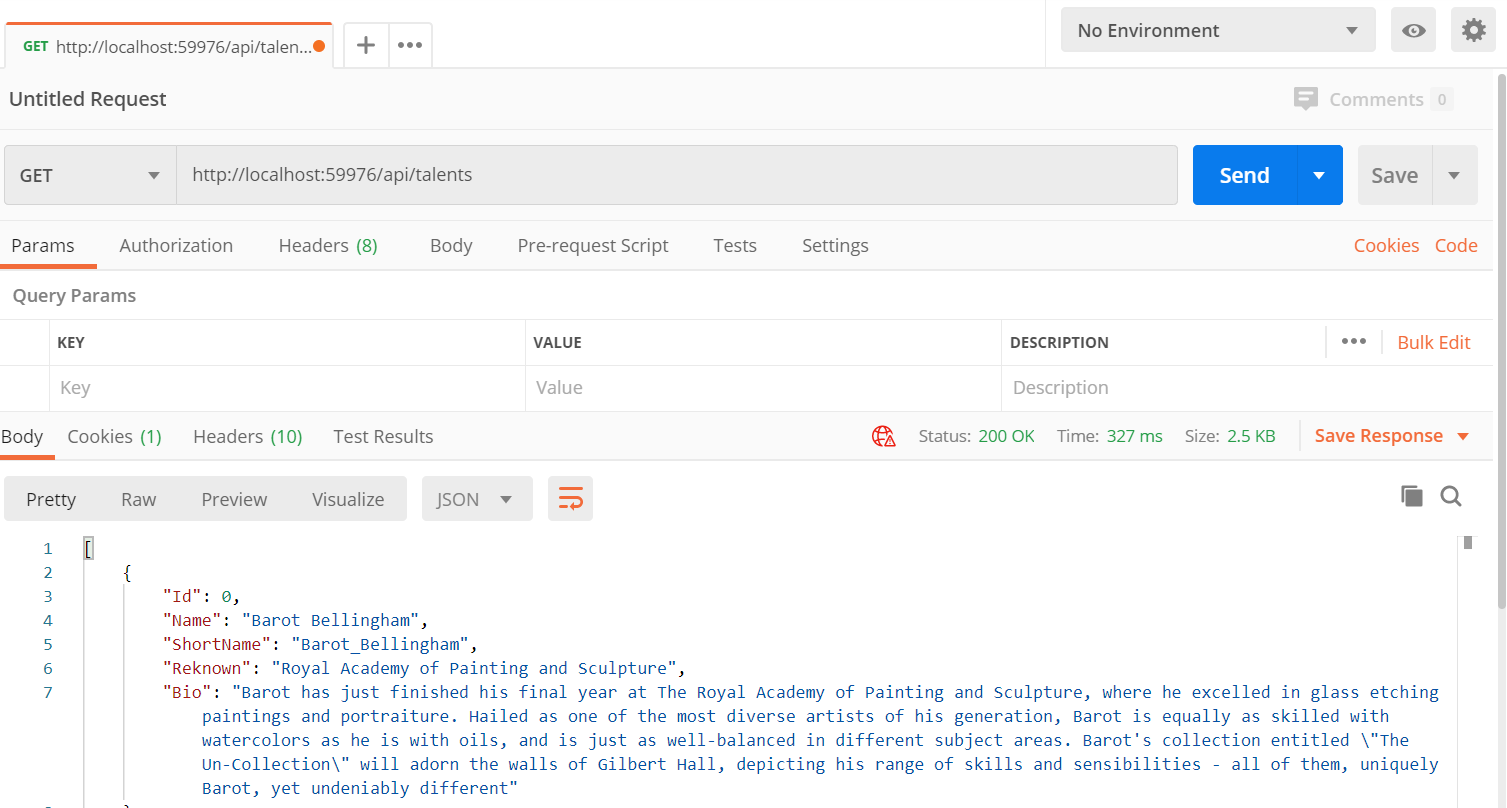 GET http://localhost:59976/api/talen...
No Environment
Untitled Request
Comments 0
GET http://localhost:59976/api/talents Send Save
Params Authorization Headers (8) Body Pre-request Script Tests Settings Cookies Code
Query Params
KEY VALUE DESCRIPTION ••• Bulk Edit
Key Value Description
Body Cookies (1) Headers (10) Test Results Status: 200 OK Time: 327 ms Size: 2.5 KB Save Response
Pretty Raw Preview Visualize JSON
1 [
2 {
3 "Id": 0,
4 "Name": "Barot Bellingham",
5 "ShortName": "Barot_Bellingham",
6 "Reknown": "Royal Academy of Painting and Sculpture",
7 "Bio": "Barot has just finished his final year at The Royal Academy of Painting and Sculpture, where he excelled in glass etching
paintings and portraiture. Hailed as one of the most diverse artists of his generation, Barot is equally as skilled with
watercolors as he is with oils, and is just as well-balanced in different subject areas. Barot's collection entitled \"The
Un-Collection\" will adorn the walls of Gilbert Hall, depicting his range of skills and sensibilities - all of them, uniquely
Barot, yet undeniably different"